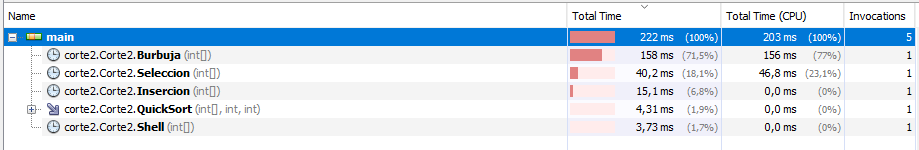 Name Total Time Total Time (CPU) Invocations
main 222 ms (100%) 203 ms (100%) 5
corte2.Corte2.Burbuja (int[]) 158 ms (71,5%) 156 ms (77%) 1
corte2.Corte2.Seleccion (int[]) 40,2 ms (18,1%) 46,8 ms (23,1%) 1
corte2.Corte2.Insercion (int[]) 15,1 ms (6,8%) 0,0 ms (0%) 1
corte2.Corte2.QuickSort (int[], int, int) 4,31 ms (1,9%) 0,0 ms (0%) 1
corte2.Corte2.Shell (int[]) 3,73 ms (1,7%) 0,0 ms (0%) 1